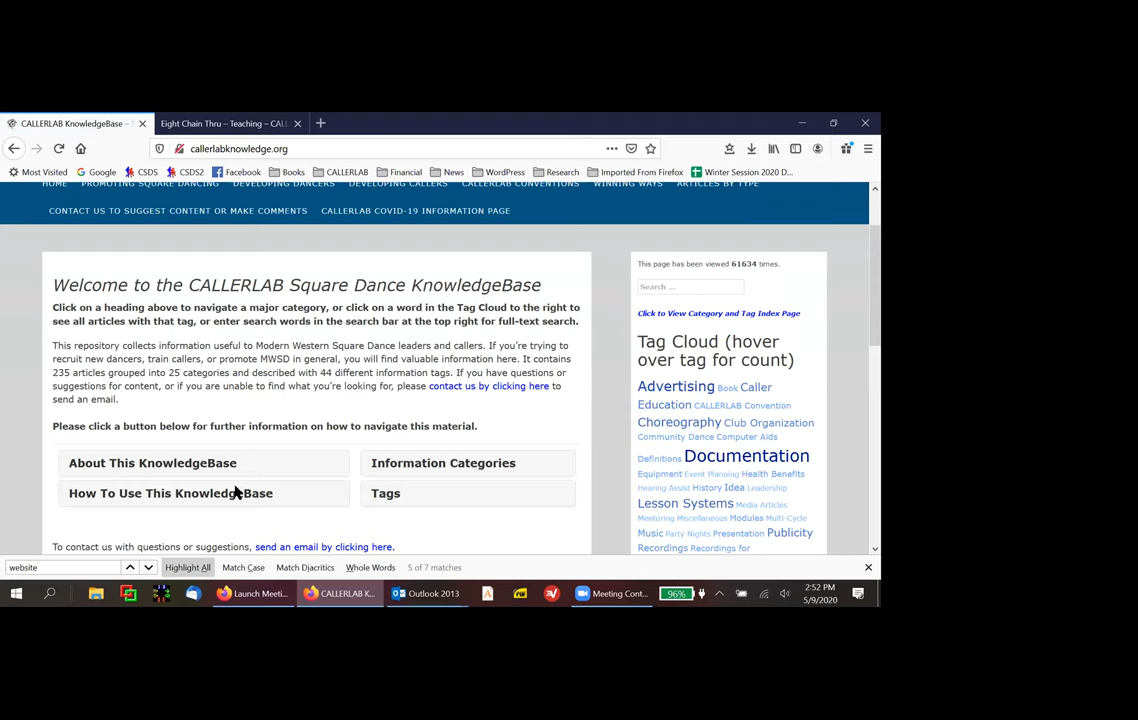 CALLERLAB KnowledgeBase – S
Eight Chain Thru – Teaching – CALL
callerlabknowledge.org
Most Visited Google CSDS CSDS2 Facebook Books CALLERLAB Financial News WordPress Research Imported From Firefox Winter Session 2020 D...
HOME PROMOTING SQUARE DANCING DEVELOPING DANCERS DEVELOPING CALLERS CALLERLAB CONVENTIONS WINNING WAYS ARTICLES BY TYPE
CONTACT US TO SUGGEST CONTENT OR MAKE COMMENTS CALLERLAB COVID-19 INFORMATION PAGE
Welcome to the CALLERLAB Square Dance KnowledgeBase
Click on a heading above to navigate a major category, or click on a word in the Tag Cloud to the right to
see all articles with that tag, or enter search words in the search bar at the top right for full-text search.
This repository collects information useful to Modern Western Square Dance leaders and callers. If you're trying to
recruit new dancers, train callers, or promote MWSD in general, you will find valuable information here. It contains
235 articles grouped into 25 categories and described with 44 different information tags. If you have questions or
suggestions for content, or if you are unable to find what you're looking for, please contact us by clicking here to
send an email.
Please click a button below for further information on how to navigate this material.
About This KnowledgeBase
Information Categories
How To Use This KnowledgeBase
Tags
To contact us with questions or suggestions, send an email by clicking here.
This page has been viewed 61634 times.
Search ...
Click to View Category and Tag Index Page
Tag Cloud (hover
over tag for count)
Advertising Book Caller
Education CALLERLAB Convention
Choreography Club Organization
Community Dance Computer Aids
Definitions Documentation
Equipment Event Planning Health Benefits
Hearing Assist History Idea Leadership
Lesson Systems Media Articles
Mentoring Miscellaneous Modules Multi-Cycle
Music Party Nights Presentation Publicity
Recordings Recordings for
website Highlight All Match Case Match Diacritics Whole Words 5 of 7 matches
Launch Meeti... CALLERLAB K... Outlook 2013 Meeting Cont... 96% 2:52 PM
5/9/2020